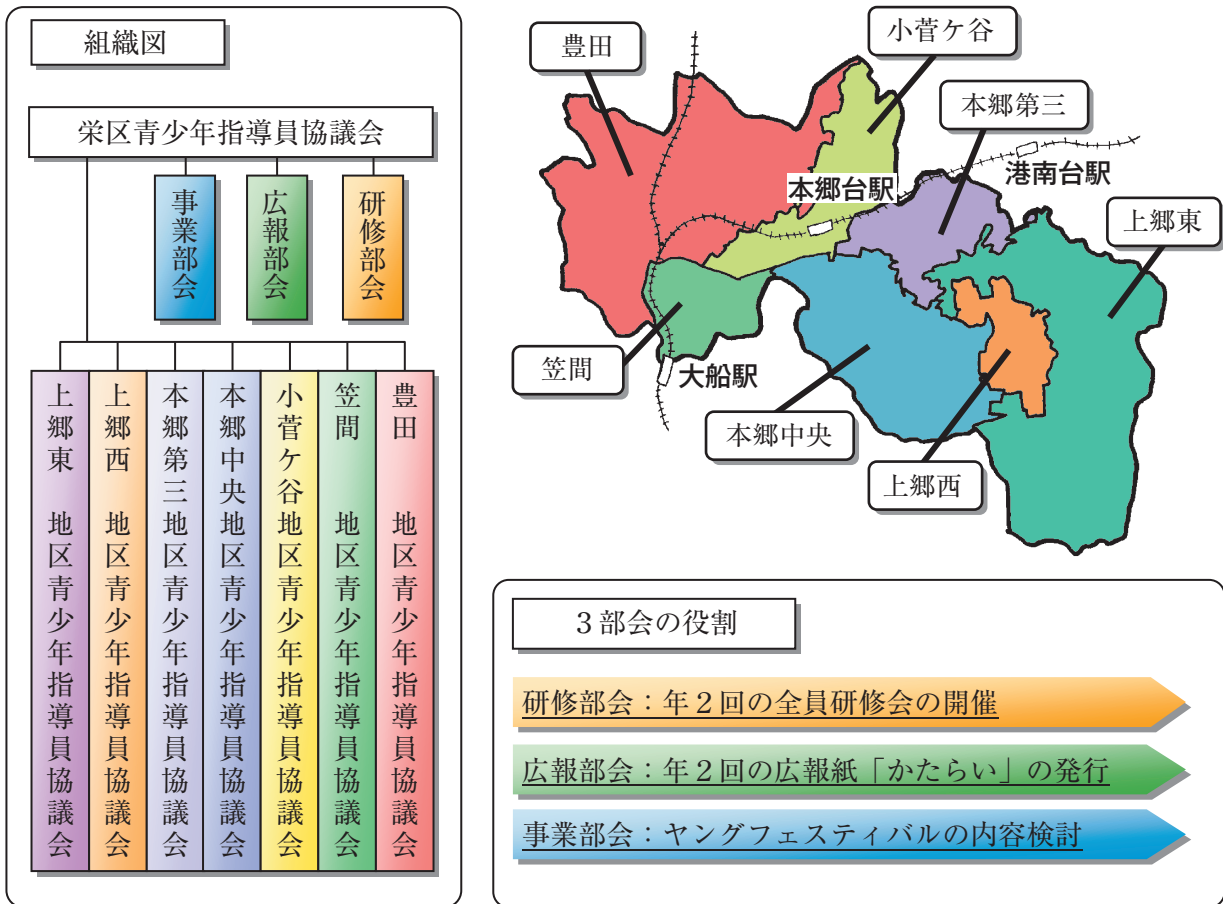 組織図
栄区青少年指導員協議会
研修部会
広報部会
事業部会
豊田 地区青少年指導員協議会
笠間 地区青少年指導員協議会
小菅ケ谷地区青少年指導員協議会
本郷中央地区青少年指導員協議会
本郷第三地区青少年指導員協議会
上郷西 地区青少年指導員協議会
上郷東 地区青少年指導員協議会
豊田
小菅ケ谷
本郷第三
港南台駅
本郷台駅
上郷東
笠間
大船駅
本郷中央
上郷西
3部会の役割
研修部会：年2回の全員研修会の開催
広報部会：年2回の広報紙「かたらい」の発行
事業部会：ヤングフェスティバルの内容検討